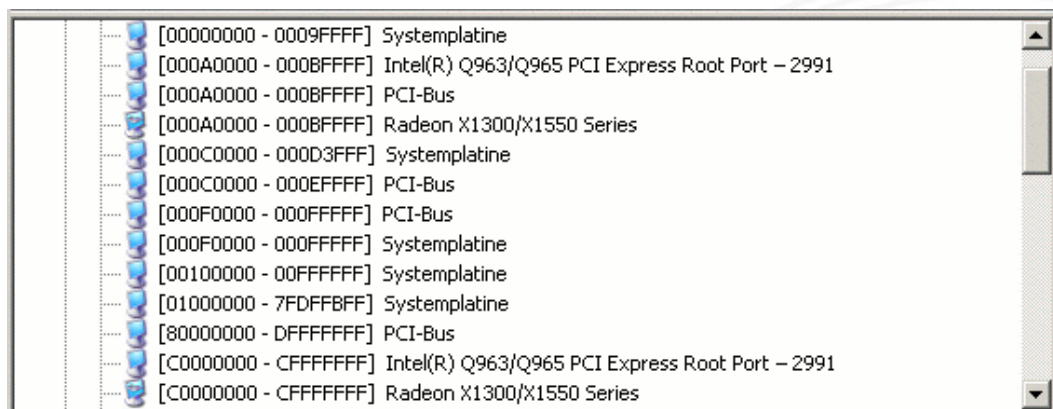 [00000000 - 0009FFFF] Systemplatine
[000A0000 - 000BFFFF] Intel(R) Q963/Q965 PCI Express Root Port – 2991
[000A0000 - 000BFFFF] PCI-Bus
[000A0000 - 000BFFFF] Radeon X1300/X1550 Series
[000C0000 - 000D3FFF] Systemplatine
[000C0000 - 000EFFFF] PCI-Bus
[000F0000 - 000FFFFF] PCI-Bus
[000F0000 - 000FFFFF] Systemplatine
[00100000 - 00FFFFFF] Systemplatine
[01000000 - 7FDFFBFF] Systemplatine
[80000000 - DFFFFFFF] PCI-Bus
[C0000000 - CFFFFFFF] Intel(R) Q963/Q965 PCI Express Root Port – 2991
[C0000000 - CFFFFFFF] Radeon X1300/X1550 Series